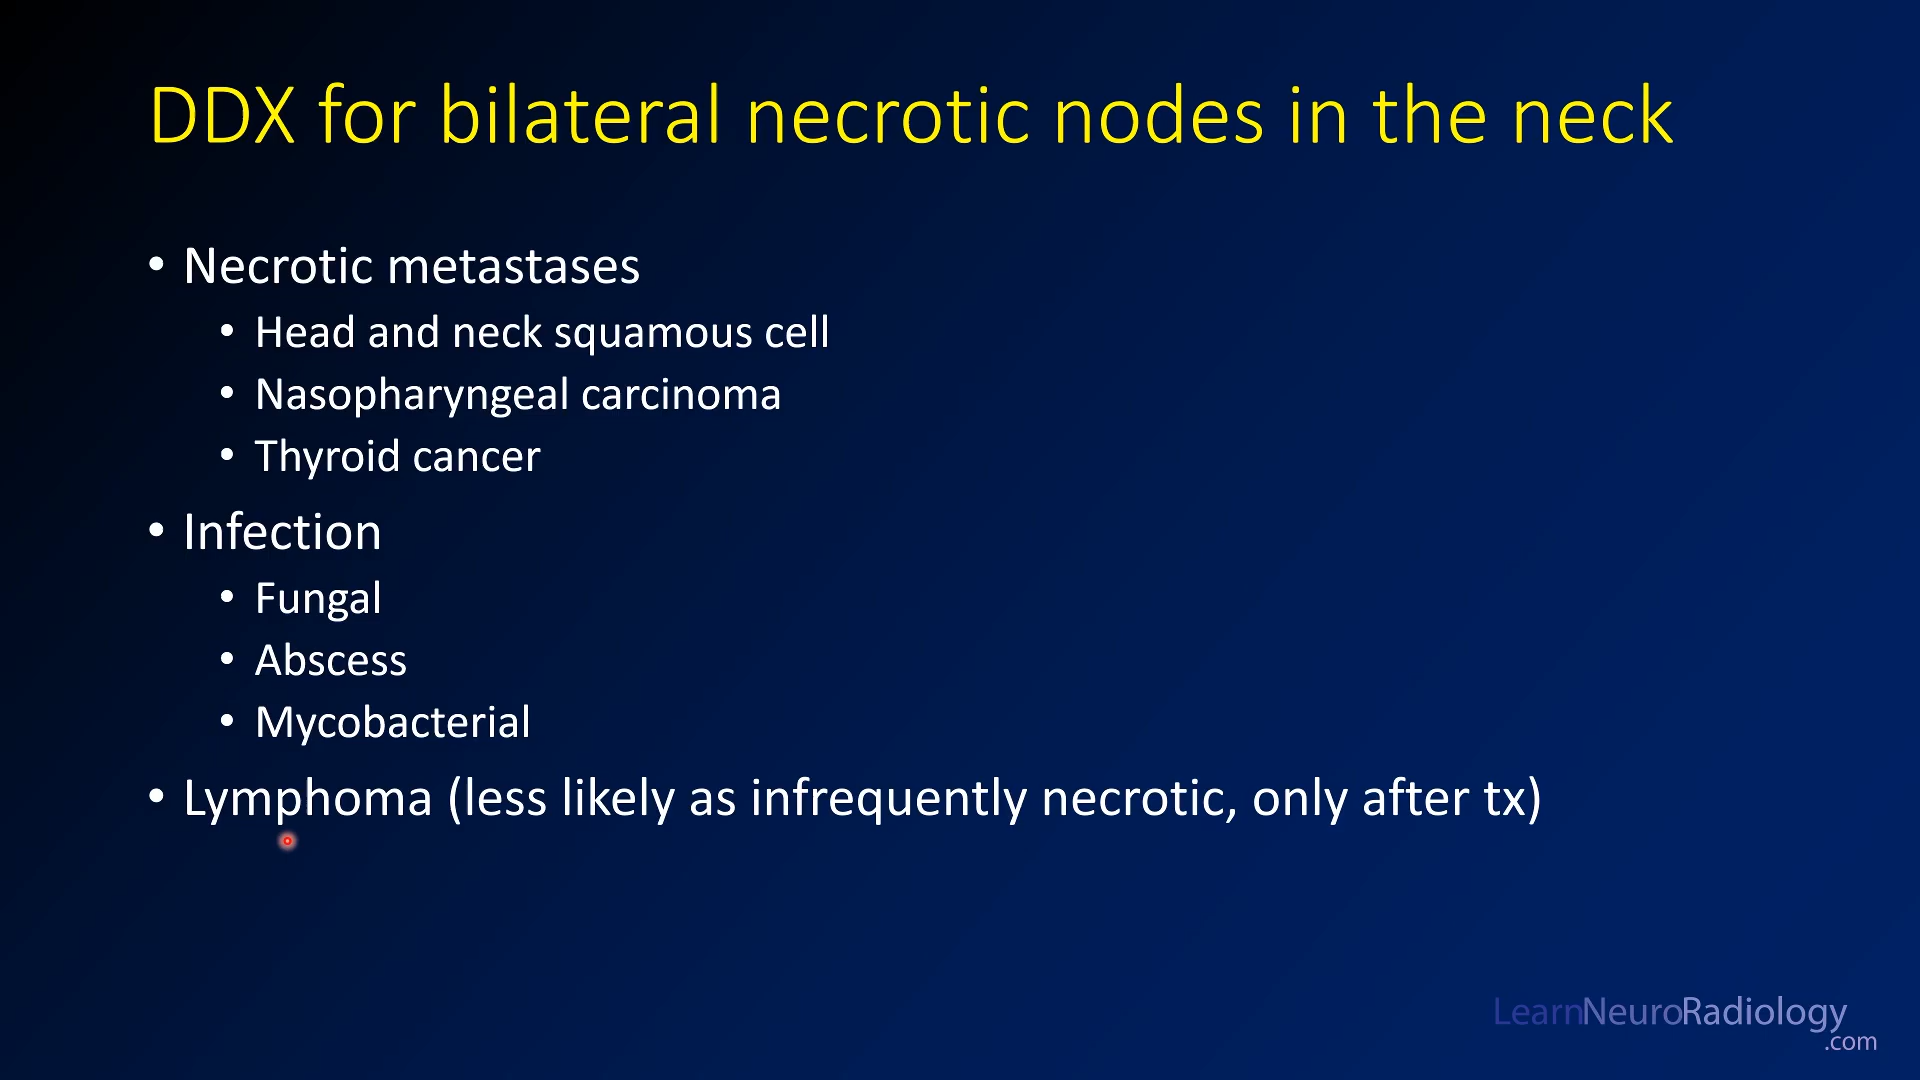 DDX for bilateral necrotic nodes in the neck
• Necrotic metastases
• Head and neck squamous cell
• Nasopharyngeal carcinoma
• Thyroid cancer
• Infection
• Fungal
• Abscess
• Mycobacterial
• Lymphoma (less likely as infrequently necrotic, only after tx)
LearnNeuroRadiology
.com